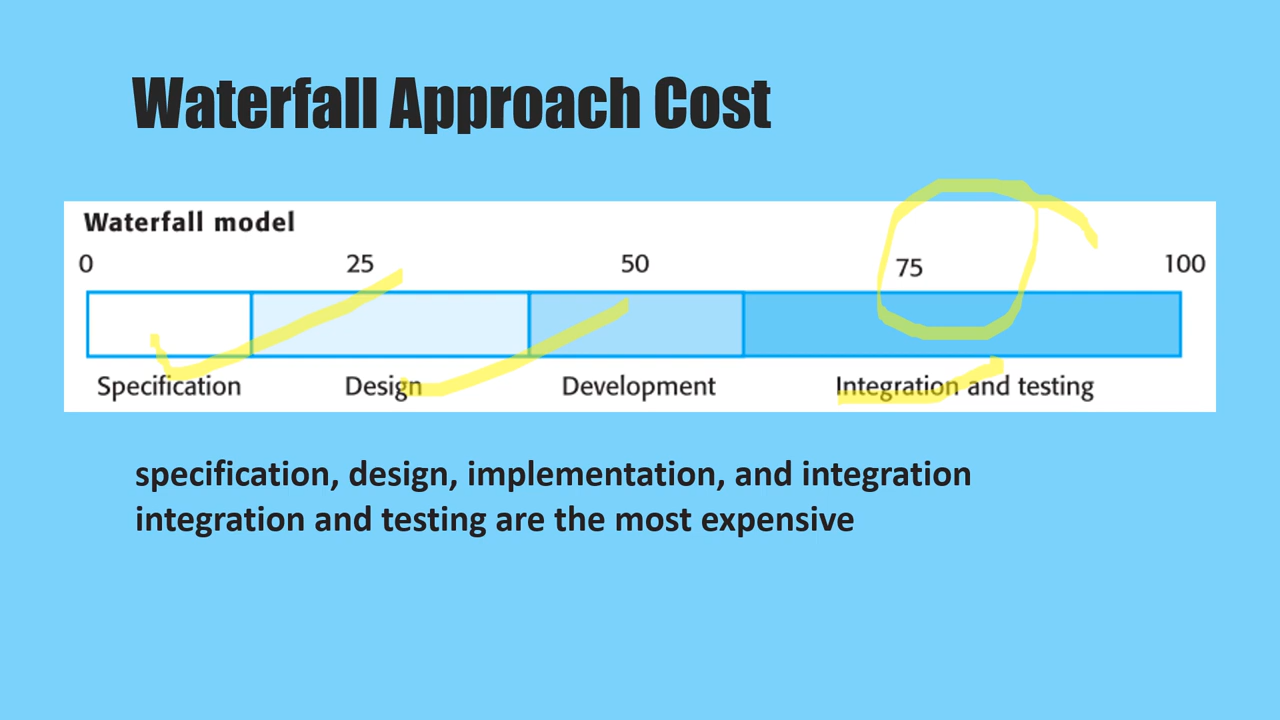 Waterfall Approach Cost
Waterfall model
0 25 50 75 100
Specification Design Development Integration and testing
specification, design, implementation, and integration
integration and testing are the most expensive